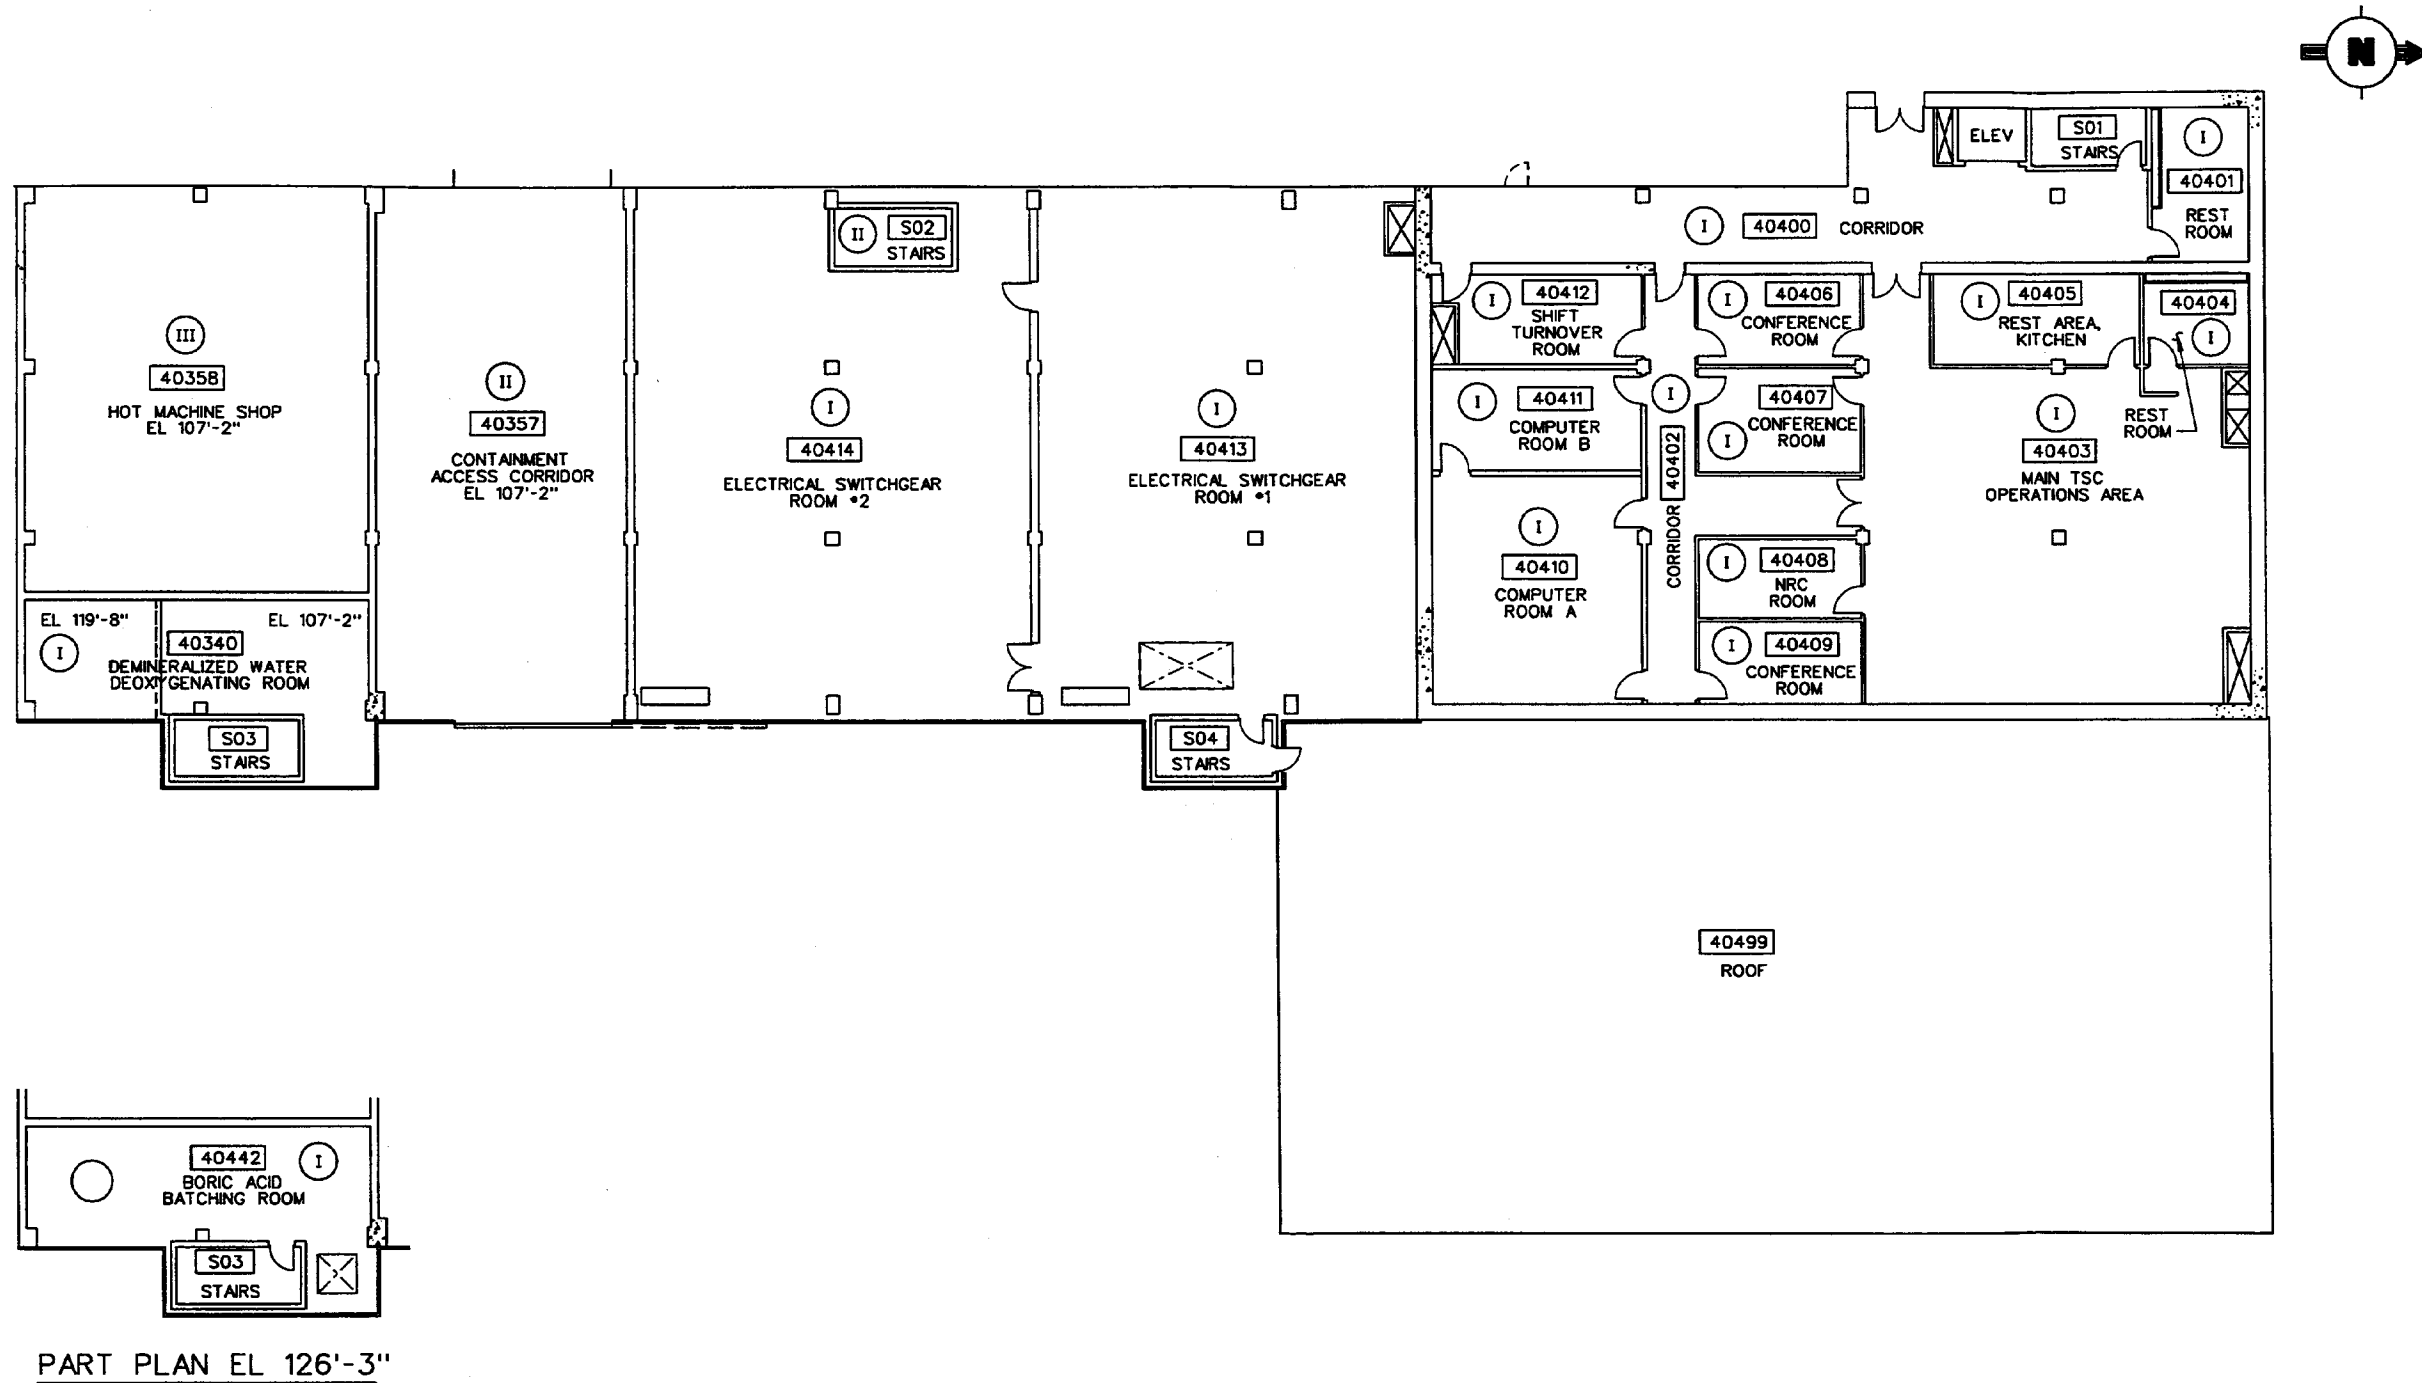 N
ELEV
S01
STAIRS
I
40401
REST
ROOM
I
40400
CORRIDOR
II
S02
STAIRS
III
40358
HOT MACHINE SHOP
EL 107'-2"
II
40357
CONTAINMENT
ACCESS CORRIDOR
EL 107'-2"
I
40414
ELECTRICAL SWITCHGEAR
ROOM #2
I
40413
ELECTRICAL SWITCHGEAR
ROOM #1
I
40412
SHIFT
TURNOVER
ROOM
I
40406
CONFERENCE
ROOM
I
40405
REST AREA,
KITCHEN
40404
I
REST
ROOM
I
40411
COMPUTER
ROOM B
I
CORRIDOR 40402
40407
I
CONFERENCE
ROOM
I
40403
MAIN TSC
OPERATIONS AREA
I
40410
COMPUTER
ROOM A
I
40408
NRC
ROOM
I
40409
CONFERENCE
ROOM
EL 119'-8"
EL 107'-2"
I
40340
DEMINERALIZED WATER
DEOXYGENATING ROOM
S03
STAIRS
S04
STAIRS
40499
ROOF
40442
I
BORIC ACID
BATCHING ROOM
S03
STAIRS
PART PLAN EL 126'-3"